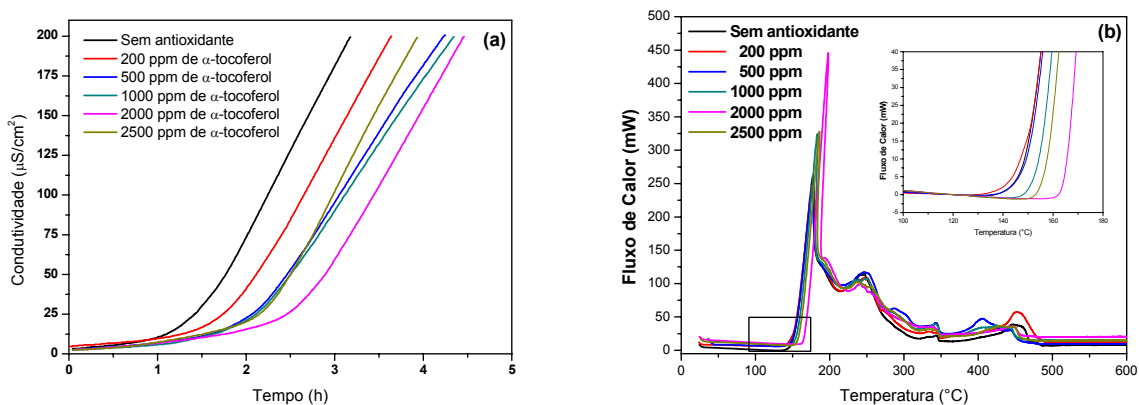 (a)
200
175
150
125
100
75
50
25
0
Condutividade (μS/cm²)
Sem antioxidante
200 ppm de α-tocoferol
500 ppm de α-tocoferol
1000 ppm de α-tocoferol
2000 ppm de α-tocoferol
2500 ppm de α-tocoferol
0 1 2 3 4 5
Tempo (h)
(b)
500
450
400
350
300
250
200
150
100
50
0
Fluxo de Calor (mW)
Sem antioxidante
200 ppm
500 ppm
1000 ppm
2000 ppm
2500 ppm
40
35
30
25
20
15
10
5
0
-5
Fluxo de Calor (mW)
100 120 140 160 180
Temperatura (°C)
0 100 200 300 400 500 600
Temperatura (°C)